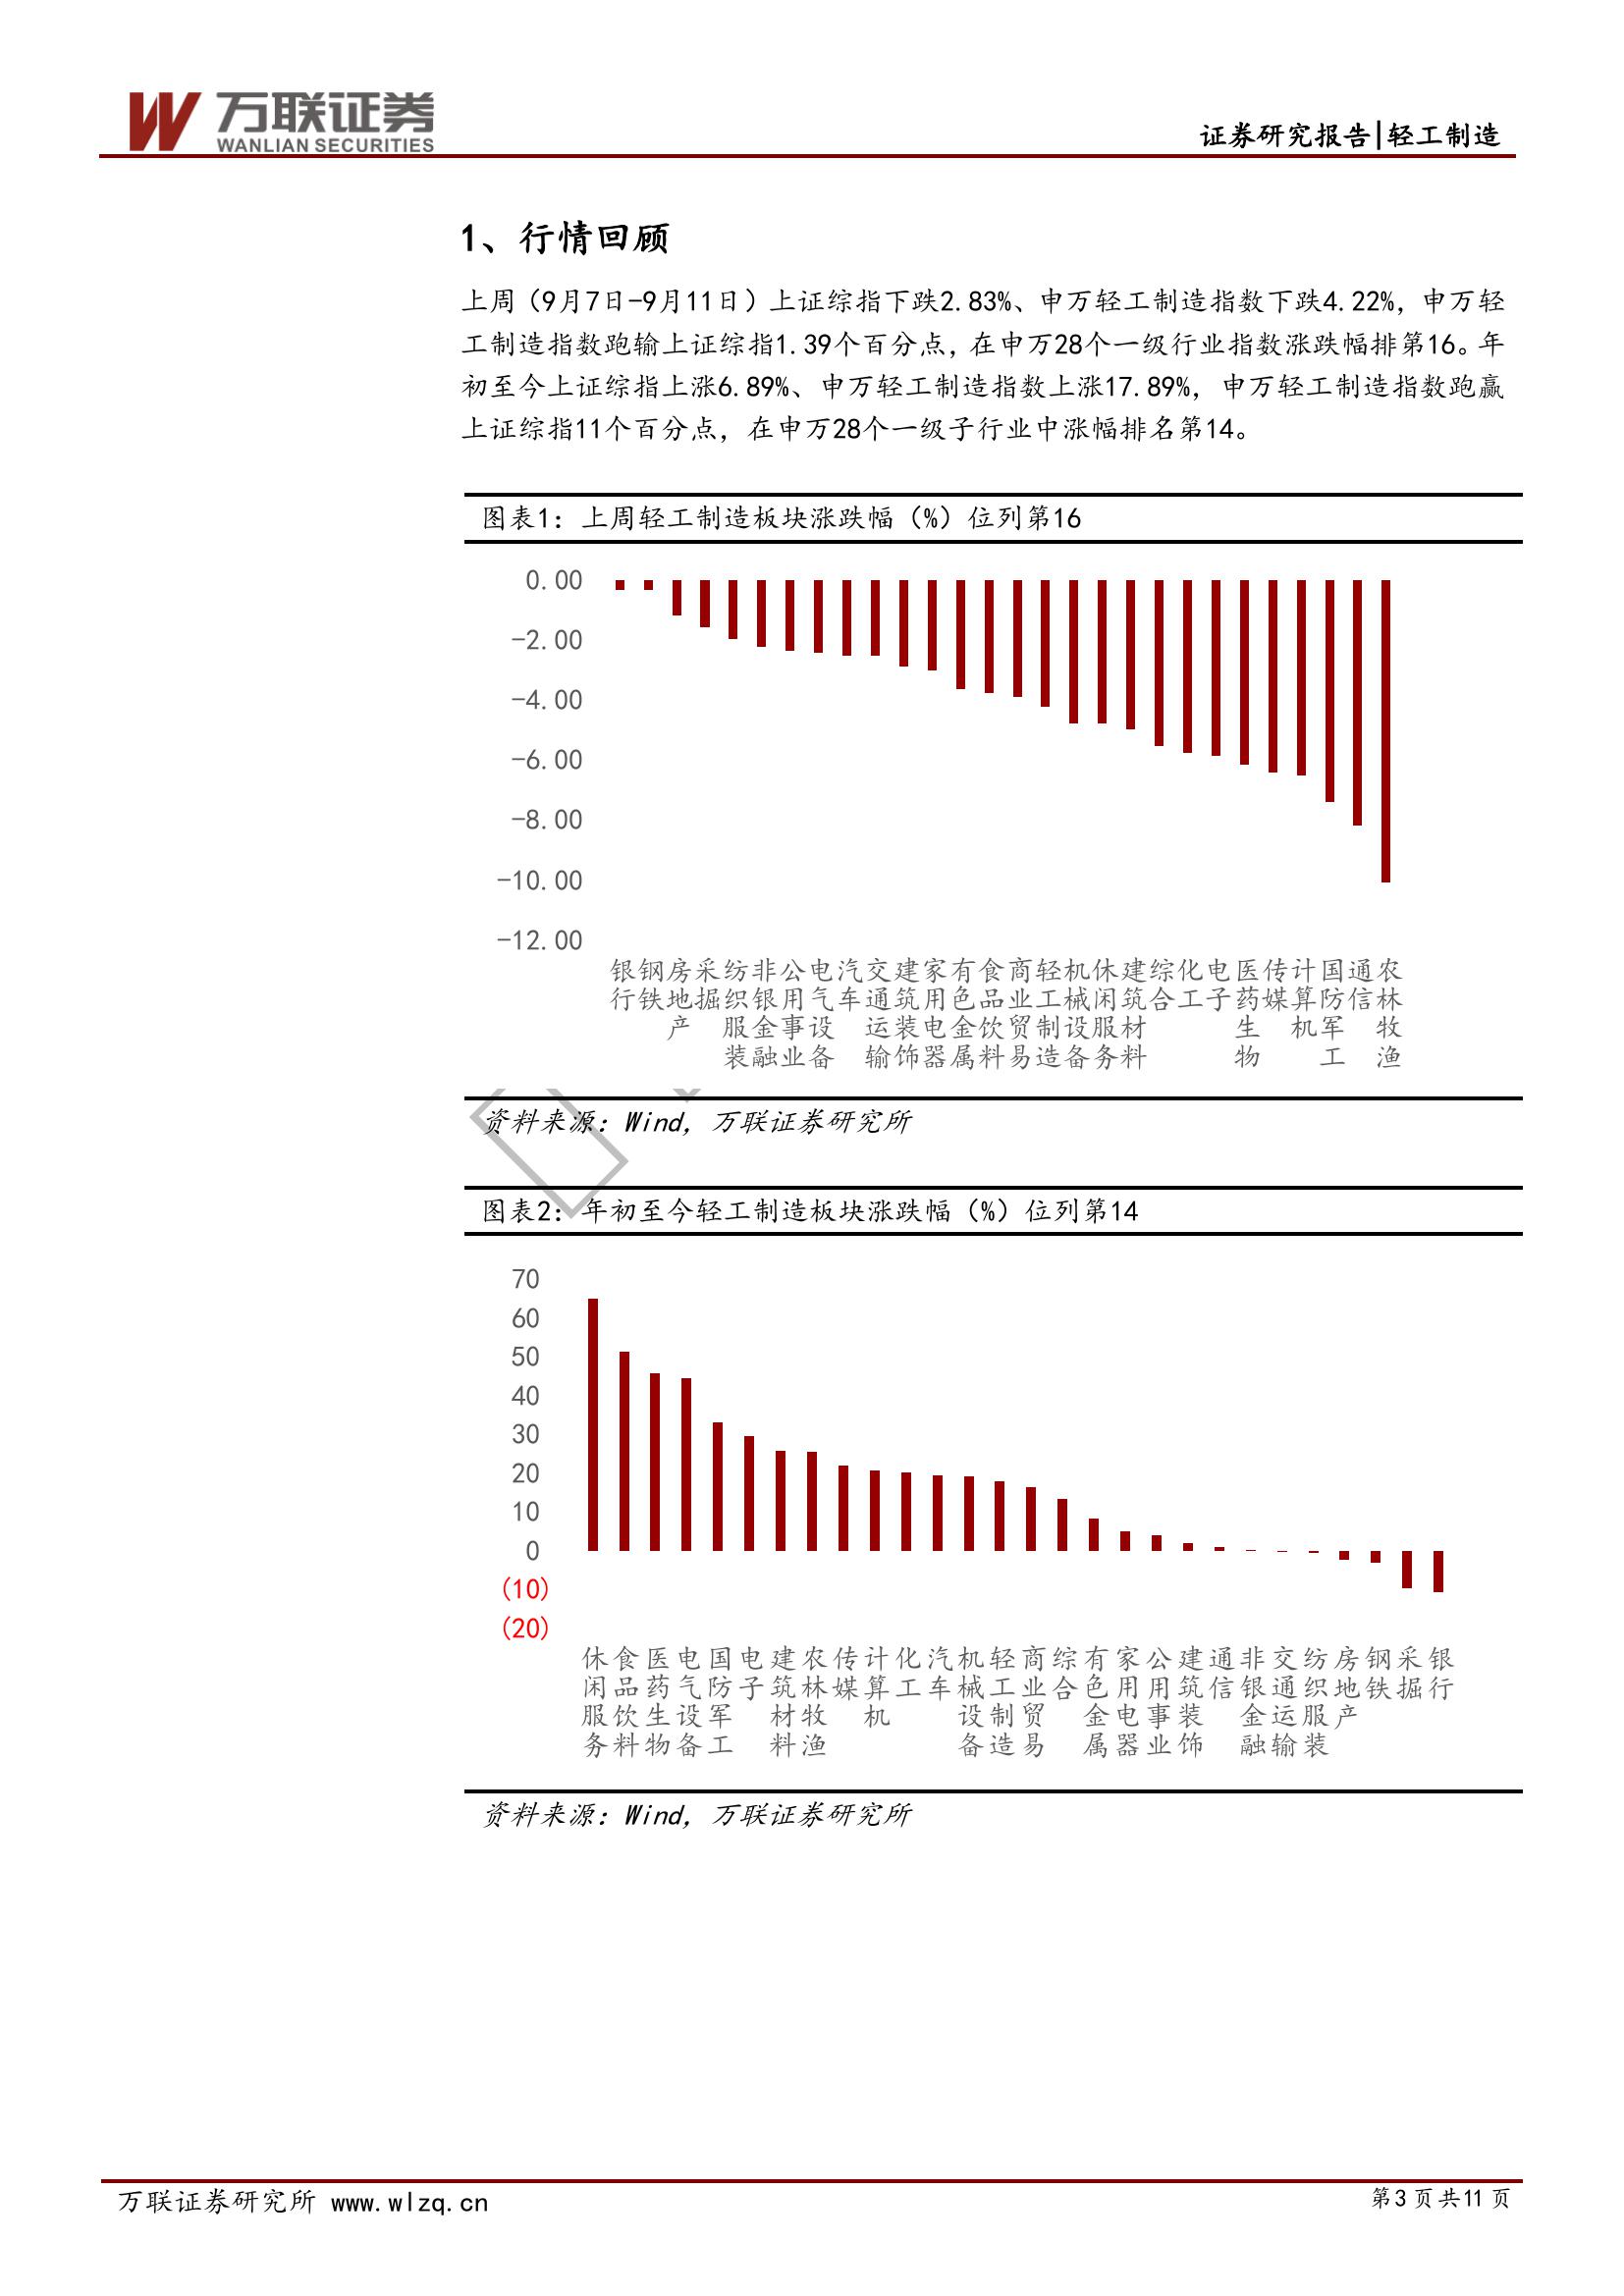 万联证券
WANLIAN SECURITIES
证券研究报告|轻工制造
1、行情回顾
上周（9月7日-9月11日）上证综指下跌2.83%、申万轻工制造指数下跌4.22%，申万轻
工制造指数跑输上证综指1.39个百分点，在申万28个一级行业指数涨跌幅排第16。年
初至今上证综指上涨6.89%、申万轻工制造指数上涨17.89%，申万轻工制造指数跑赢
上证综指11个百分点，在申万28个一级子行业中涨幅排名第14。
图表1：上周轻工制造板块涨跌幅（%）位列第16
0.00
-2.00
-4.00
-6.00
-8.00
-10.00
-12.00
银行
钢铁
房地产
采掘
纺织服装
非银金融
公用事业
电气设备
汽车
交通运输
建筑装饰
家用电器
有色金属
食品饮料
商业贸易
轻工制造
机械设备
休闲服务
建筑材料
综合
化工
电子
医药生物
传媒
计算机
国防军工
通信
农林牧渔
资料来源：Wind，万联证券研究所
图表2：年初至今轻工制造板块涨跌幅（%）位列第14
70
60
50
40
30
20
10
0
(10)
(20)
休闲服务
食品饮料
医药生物
电气设备
国防军工
电子
建筑材料
农林牧渔
传媒
计算机
化工
汽车
机械设备
轻工制造
商业贸易
综合
有色金属
家用电器
公用事业
建筑装饰
通信
非银金融
交通运输
纺织服装
房地产
钢铁
采掘
银行
资料来源：Wind，万联证券研究所
万联证券研究所 www.wlzq.cn
第3页共11页